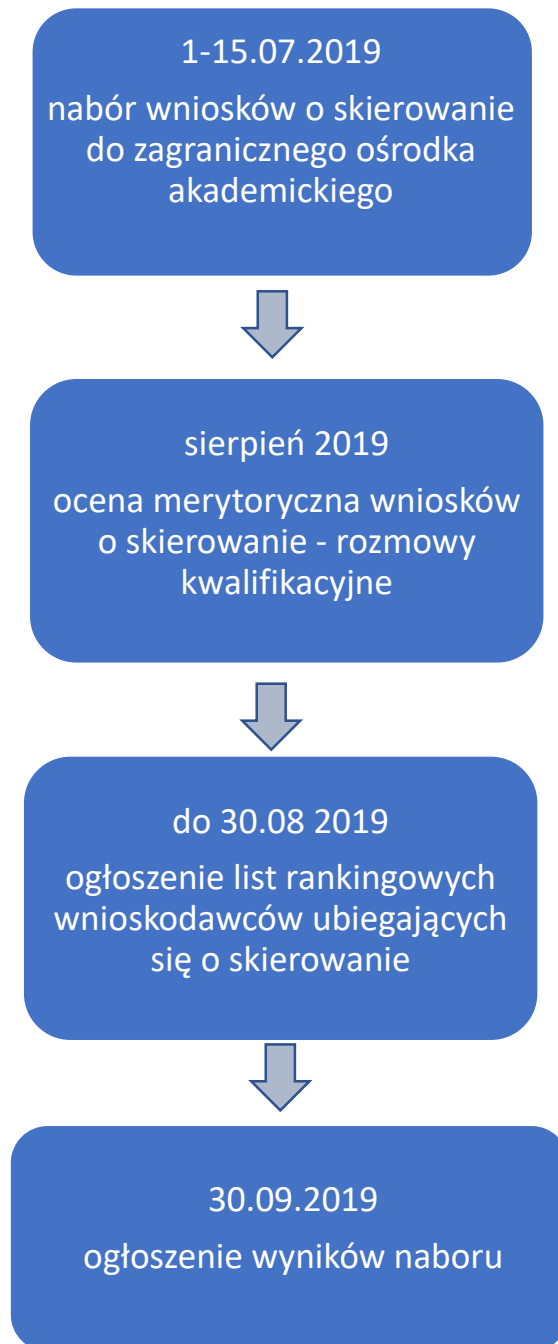 1-15.07.2019
nabór wniosków o skierowanie
do zagranicznego ośrodka
akademickiego
sierpień 2019
ocena merytoryczna wniosków
o skierowanie - rozmowy
kwalifikacyjne
do 30.08 2019
ogłoszenie list rankingowych
wnioskodawców ubiegających
się o skierowanie
30.09.2019
ogłoszenie wyników naboru